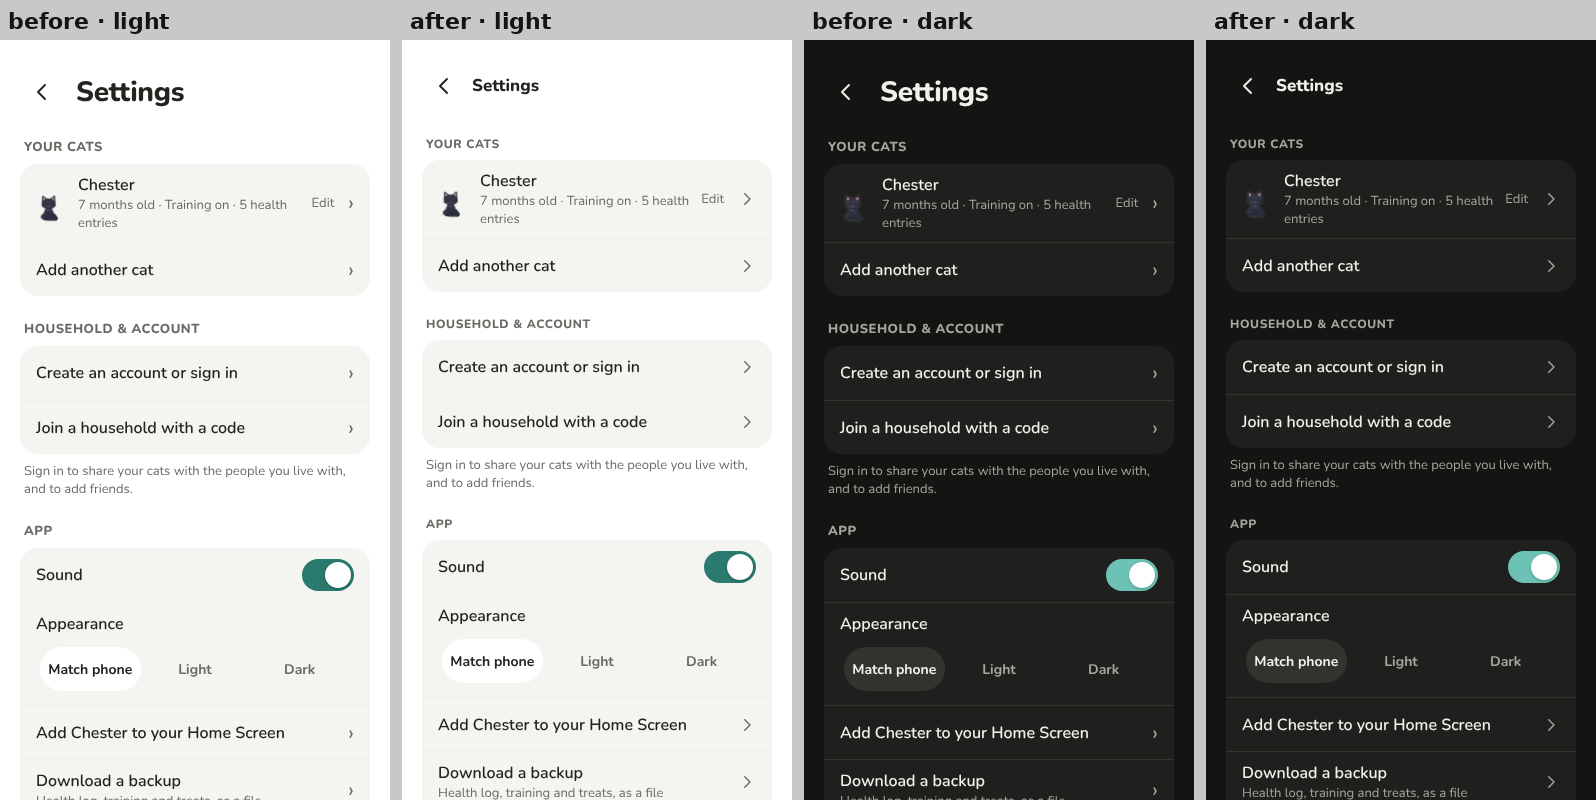 before · light
Settings
YOUR CATS
Chester
7 months old · Training on · 5 health
entries
Edit ›
Add another cat ›
HOUSEHOLD & ACCOUNT
Create an account or sign in ›
Join a household with a code ›
Sign in to share your cats with the people you live with,
and to add friends.
APP
Sound
Appearance
Match phone Light Dark
Add Chester to your Home Screen ›
Download a backup ›
Health log, training and treats, as a file
after · light
Settings
YOUR CATS
Chester
7 months old · Training on · 5 health
entries
Edit
Add another cat
HOUSEHOLD & ACCOUNT
Create an account or sign in
Join a household with a code
Sign in to share your cats with the people you live with,
and to add friends.
APP
Sound
Appearance
Match phone Light Dark
Add Chester to your Home Screen
Download a backup
Health log, training and treats, as a file
before · dark
Settings
YOUR CATS
Chester
7 months old · Training on · 5 health
entries
Edit ›
Add another cat ›
HOUSEHOLD & ACCOUNT
Create an account or sign in ›
Join a household with a code ›
Sign in to share your cats with the people you live with,
and to add friends.
APP
Sound
Appearance
Match phone Light Dark
Add Chester to your Home Screen ›
Download a backup ›
Health log, training and treats, as a file
after · dark
Settings
YOUR CATS
Chester
7 months old · Training on · 5 health
entries
Edit
Add another cat
HOUSEHOLD & ACCOUNT
Create an account or sign in
Join a household with a code
Sign in to share your cats with the people you live with,
and to add friends.
APP
Sound
Appearance
Match phone Light Dark
Add Chester to your Home Screen
Download a backup
Health log, training and treats, as a file